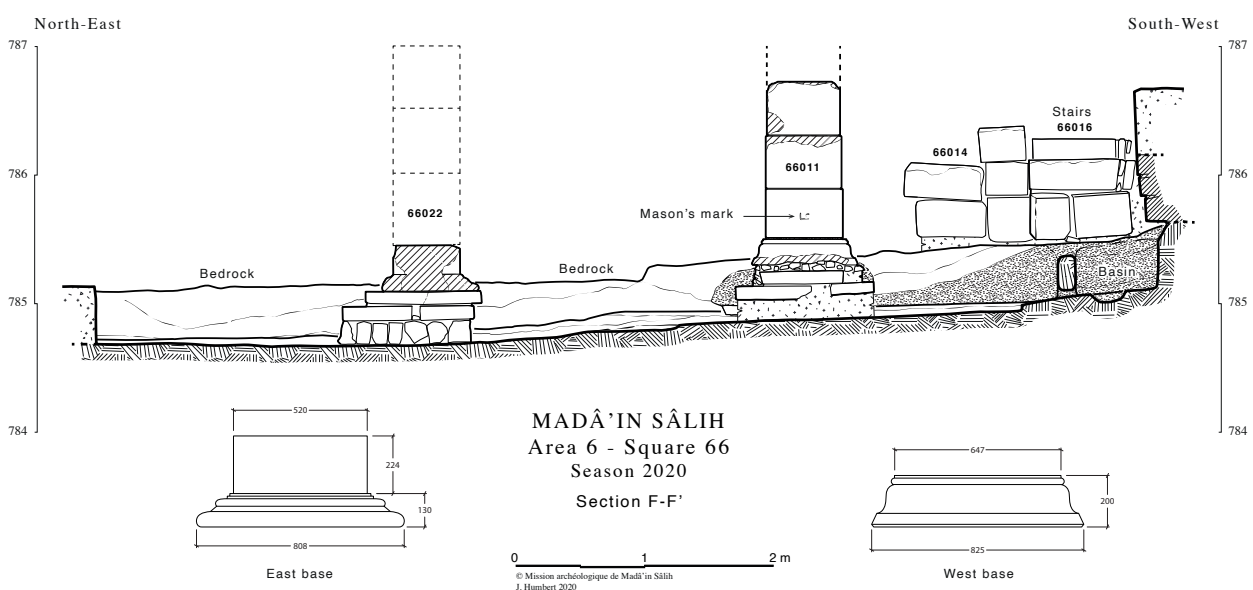 North-East
South-West
787
787
Stairs
66016
66014
66011
786
786
66022
Mason's mark
Bedrock
Bedrock
Basin
785
785
784
784
MADÂ'IN SÂLIH
Area 6 - Square 66
Season 2020
Section F-F'
520
224
130
808
East base
647
200
825
West base
0 1 2 m
© Mission archéologique de Madâ'in Sâlih
J. Humbert 2020